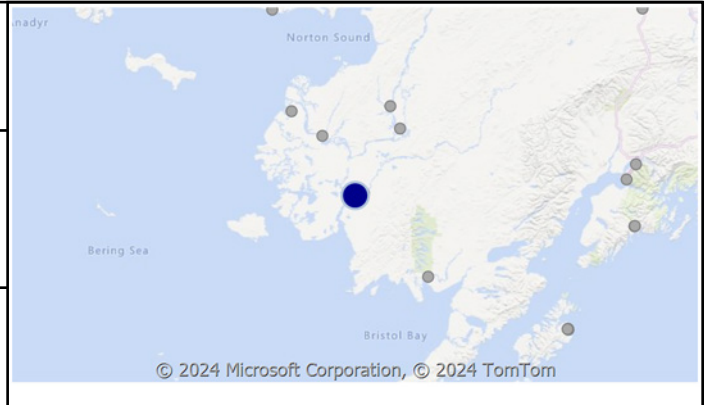 nadyr
Norton Sound
Bering Sea
Bristol Bay
© 2024 Microsoft Corporation, © 2024 TomTom